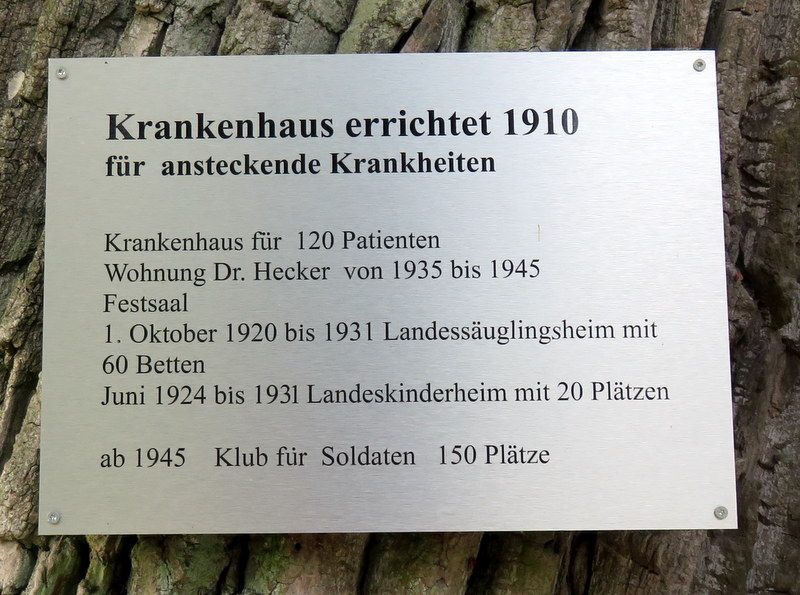 Krankenhaus errichtet 1910
für ansteckende Krankheiten
Krankenhaus für 120 Patienten
Wohnung Dr. Hecker von 1935 bis 1945
Festsaal
1. Oktober 1920 bis 1931 Landessäuglingsheim mit
60 Betten
Juni 1924 bis 193l Landeskinderheim mit 20 Plätzen
ab 1945 Klub für Soldaten 150 Plätze